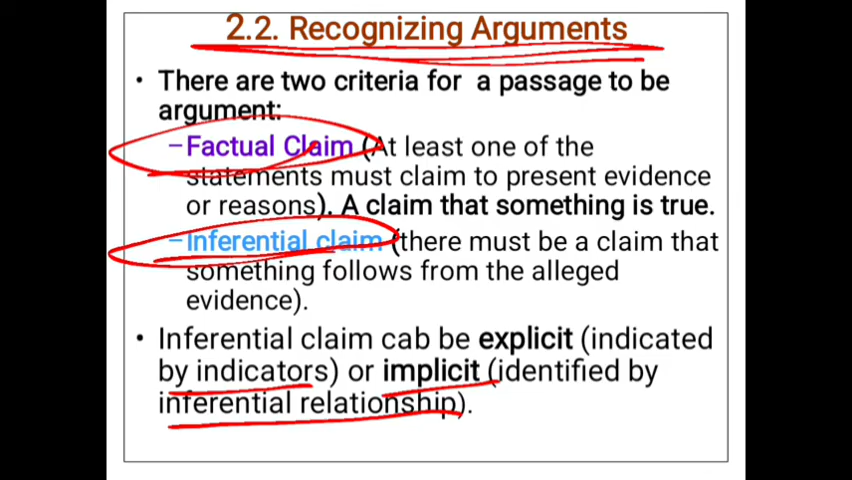 2.2. Recognizing Arguments
• There are two criteria for a passage to be
argument:
–Factual Claim (At least one of the
statements must claim to present evidence
or reasons). A claim that something is true.
–Inferential claim (there must be a claim that
something follows from the alleged
evidence).
• Inferential claim cab be explicit (indicated
by indicators) or implicit (identified by
inferential relationship).